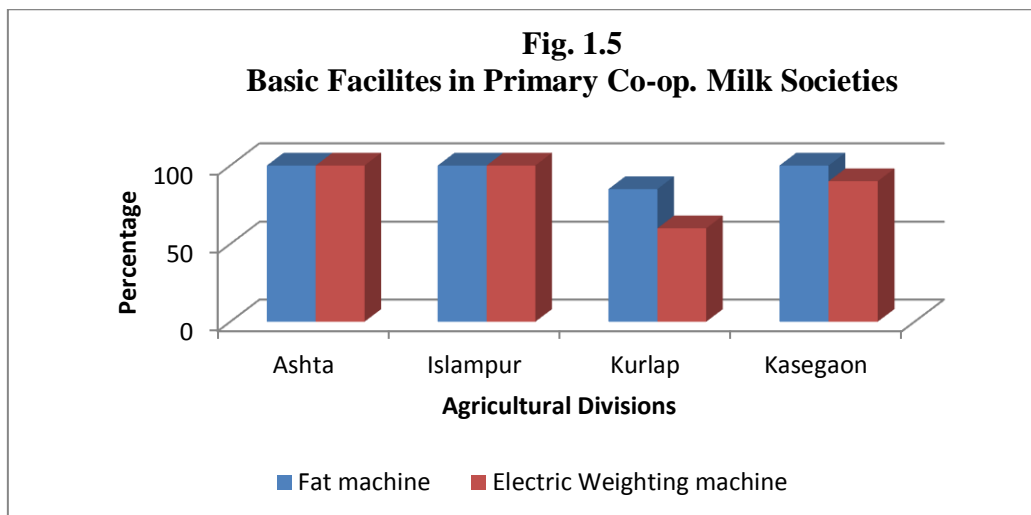 Fig. 1.5
Basic Facilites in Primary Co-op. Milk Societies
Percentage
100
50
0
Ashta Islampur Kurlap Kasegaon
Agricultural Divisions
Fat machine Electric Weighting machine